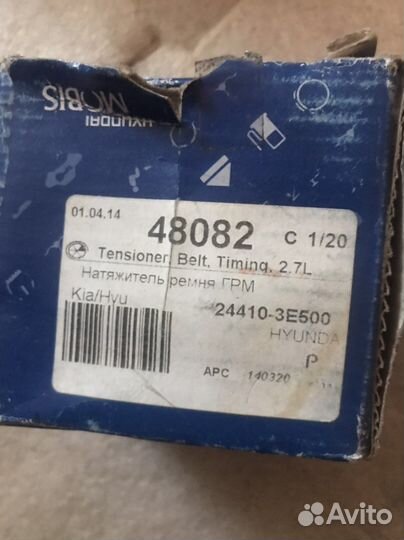 HYUNDAI
MOBIS
01.04.14
48082
C 1/20
Tensioner, Belt, Timing, 2.7L
Натяжитель ремня ГРМ
Kia/Hyu
24410-3E500
HYUNDA
P
APC 140320
Avito